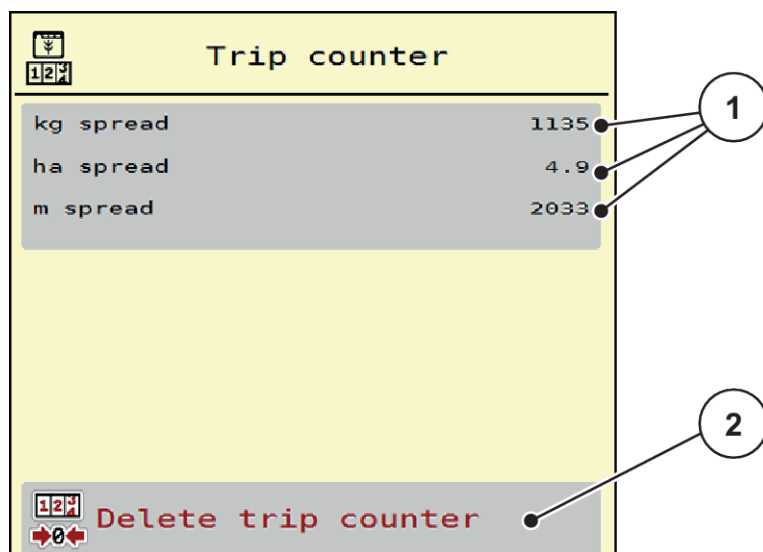 Trip counter
kg spread 1135
ha spread 4.9
m spread 2033
1
Delete trip counter
2